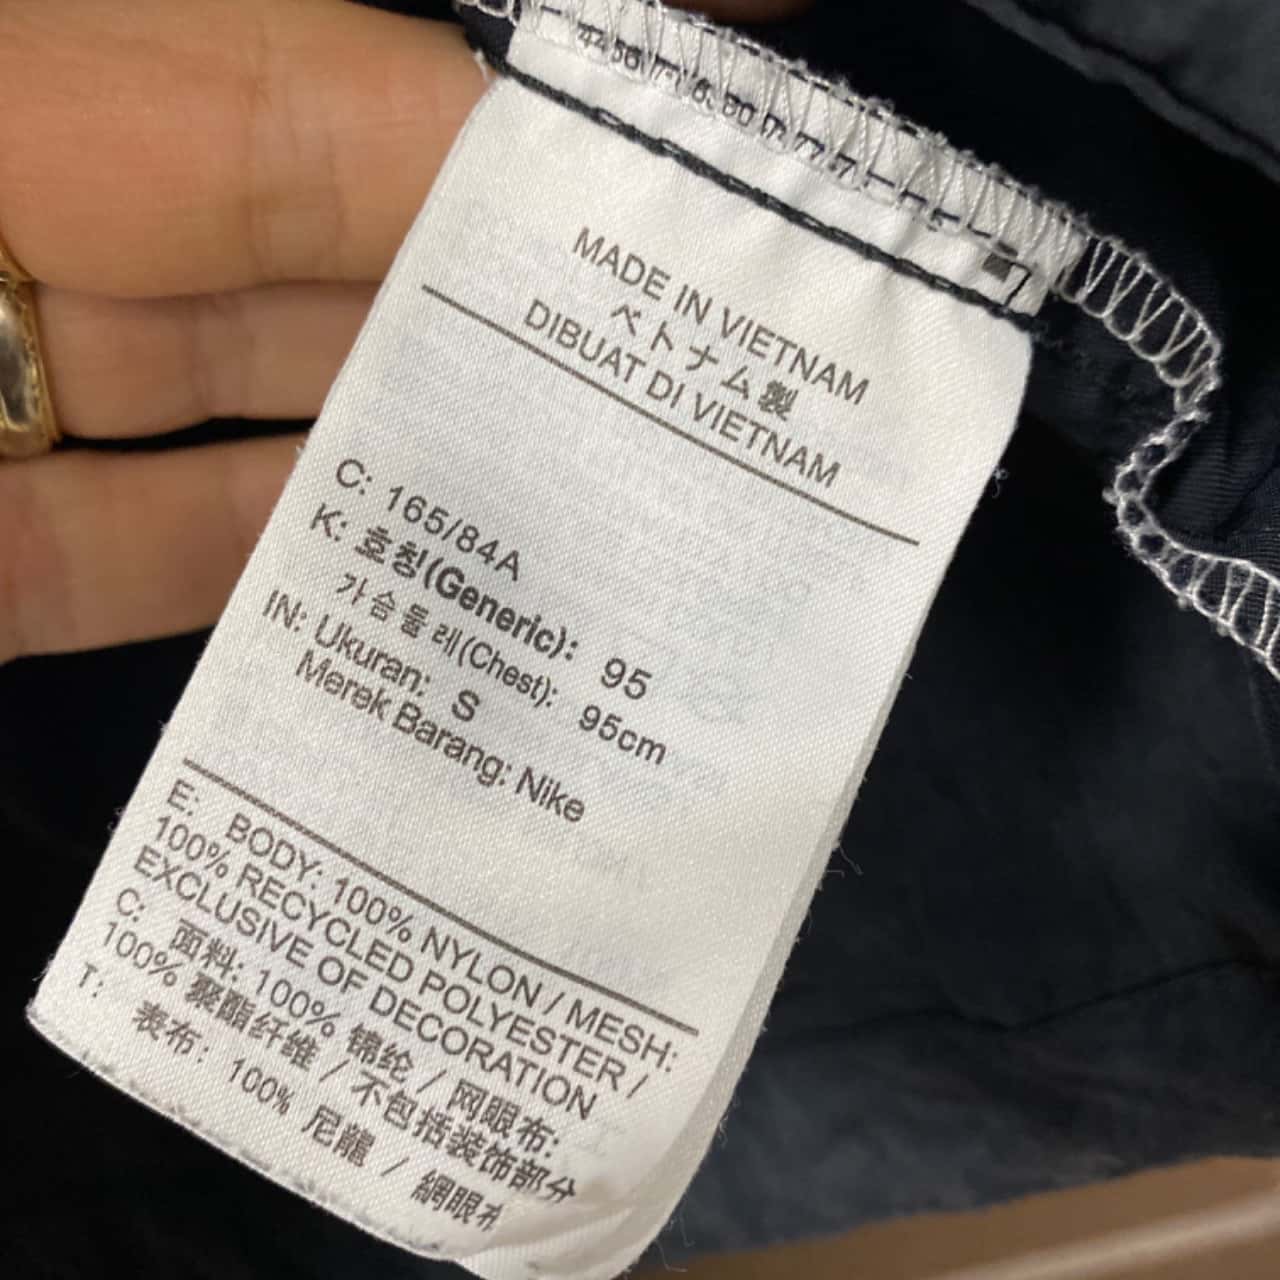 MADE IN VIETNAM
ベトナム製
DIBUAT DI VIETNAM
C: 165/84A
K: 호칭(Generic): 95
가슴둘레(Chest): 95cm
IN: Ukuran: S
Merek Barang: Nike
E: BODY: 100% NYLON / MESH:
100% RECYCLED POLYESTER /
EXCLUSIVE OF DECORATION
C: 面料: 100% 锦纶 / 网眼布:
100% 聚酯纤维 / 不包括装饰部分
T: 表布: 100% 尼龍 / 網眼布